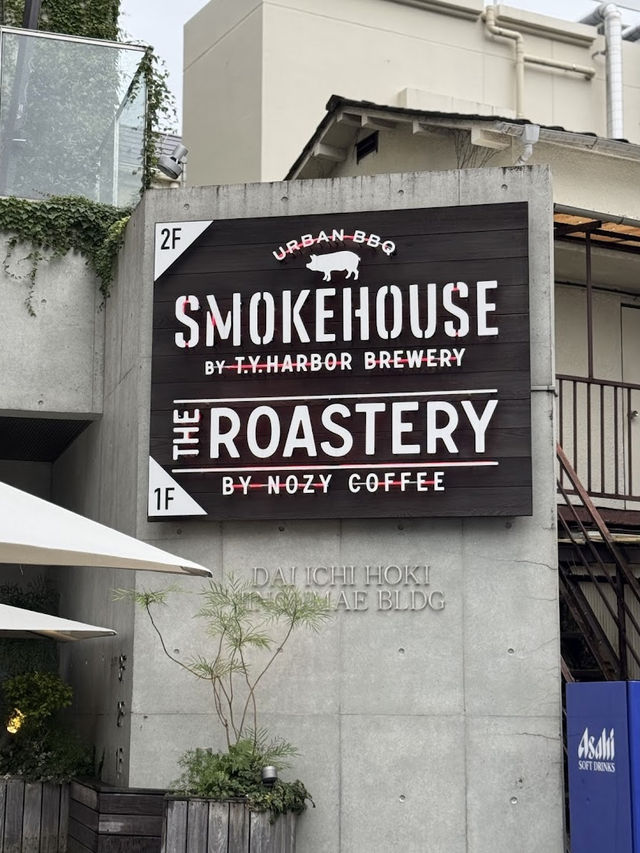 2F
URBAN BBQ
SMOKEHOUSE
BY T.Y.HARBOR BREWERY
THE ROASTERY
1F
BY NOZY COFFEE
DAI ICHI HOKI
BLDG
Asahi
SOFT DRINKS